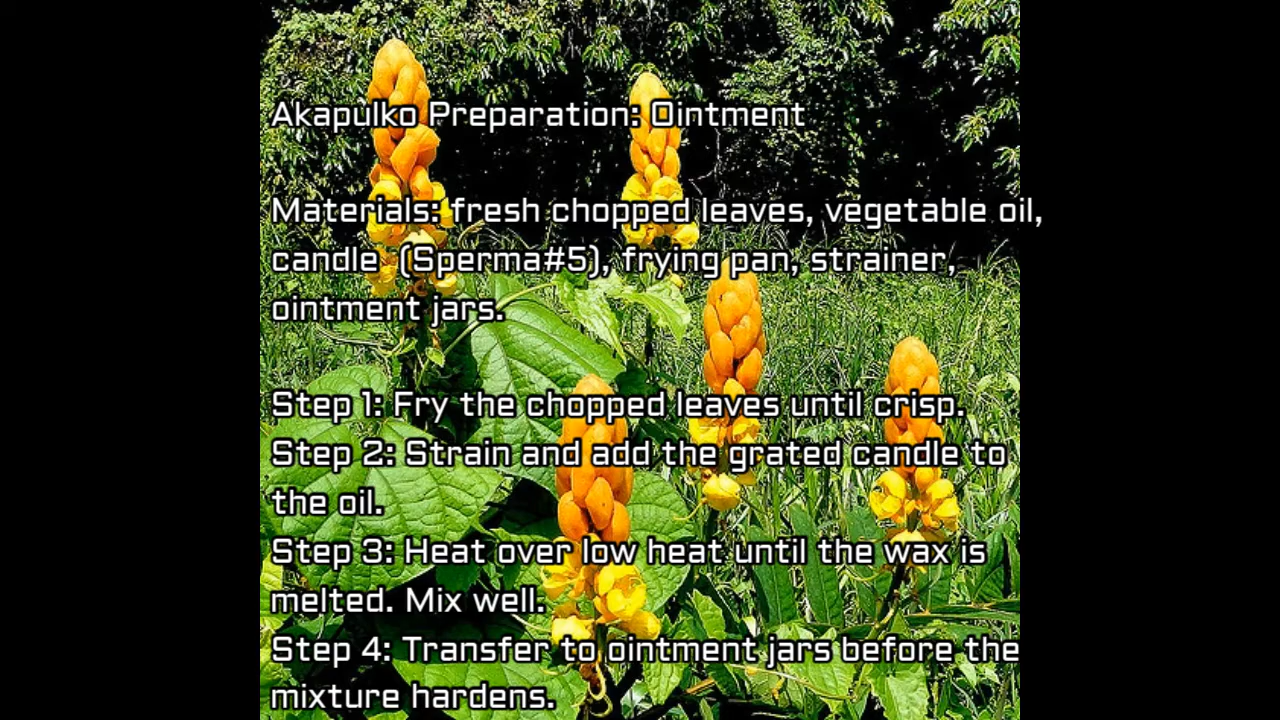 Akapulko Preparation: Ointment
Materials: fresh chopped leaves, vegetable oil,
candle (Sperma#5), frying pan, strainer,
ointment jars.
Step 1: Fry the chopped leaves until crisp.
Step 2: Strain and add the grated candle to
the oil.
Step 3: Heat over low heat until the wax is
melted. Mix well.
Step 4: Transfer to ointment jars before the
mixture hardens.